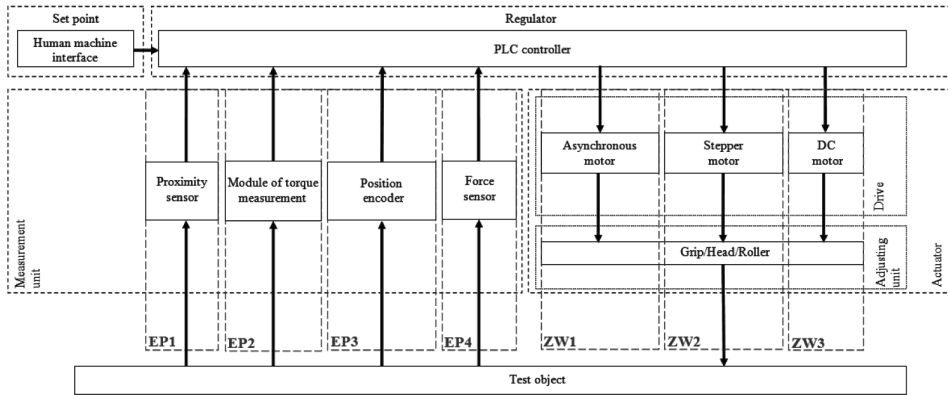 Set point
Regulator
Human machine
interface
PLC controller
Proximity
sensor
Module of torque
measurement
Position
encoder
Force
sensor
Asynchronous
motor
Stepper
motor
DC
motor
Drive
Grip/Head/Roller
Adjusting
unit
Measurement
unit
Actuator
EP1
EP2
EP3
EP4
ZW1
ZW2
ZW3
Test object